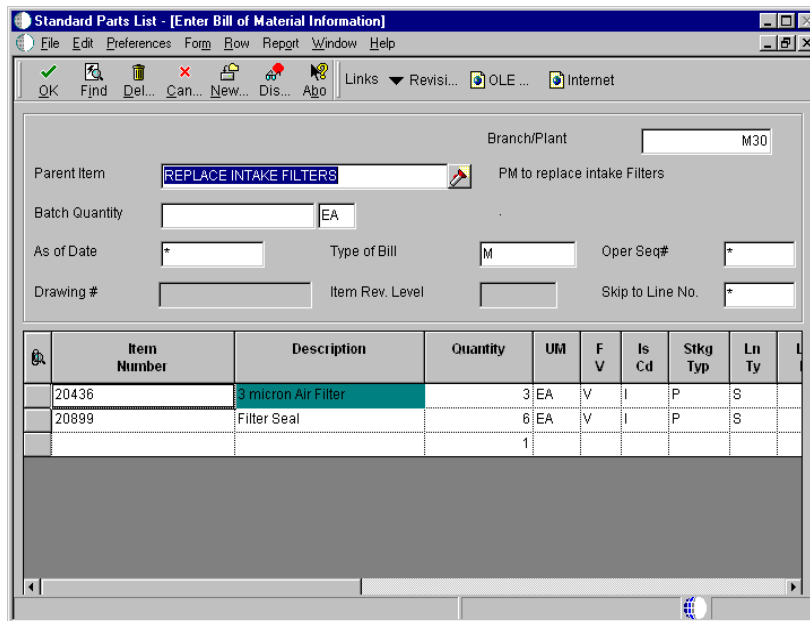 Standard Parts List - [Enter Bill of Material Information]
File Edit Preferences Form Row Report Window Help
OK Find Del... Can... New... Dis... Abo Links Revisi... OLE ... Internet
Branch/Plant M30
Parent Item REPLACE INTAKE FILTERS PM to replace intake Filters
Batch Quantity EA .
As of Date * Type of Bill M Oper Seq# *
Drawing # Item Rev. Level Skip to Line No. *
Item Number Description Quantity UM F V Is Cd Stkg Typ Ln Ty L
20436 3 micron Air Filter 3 EA V I P S
20899 Filter Seal 6 EA V I P S
1